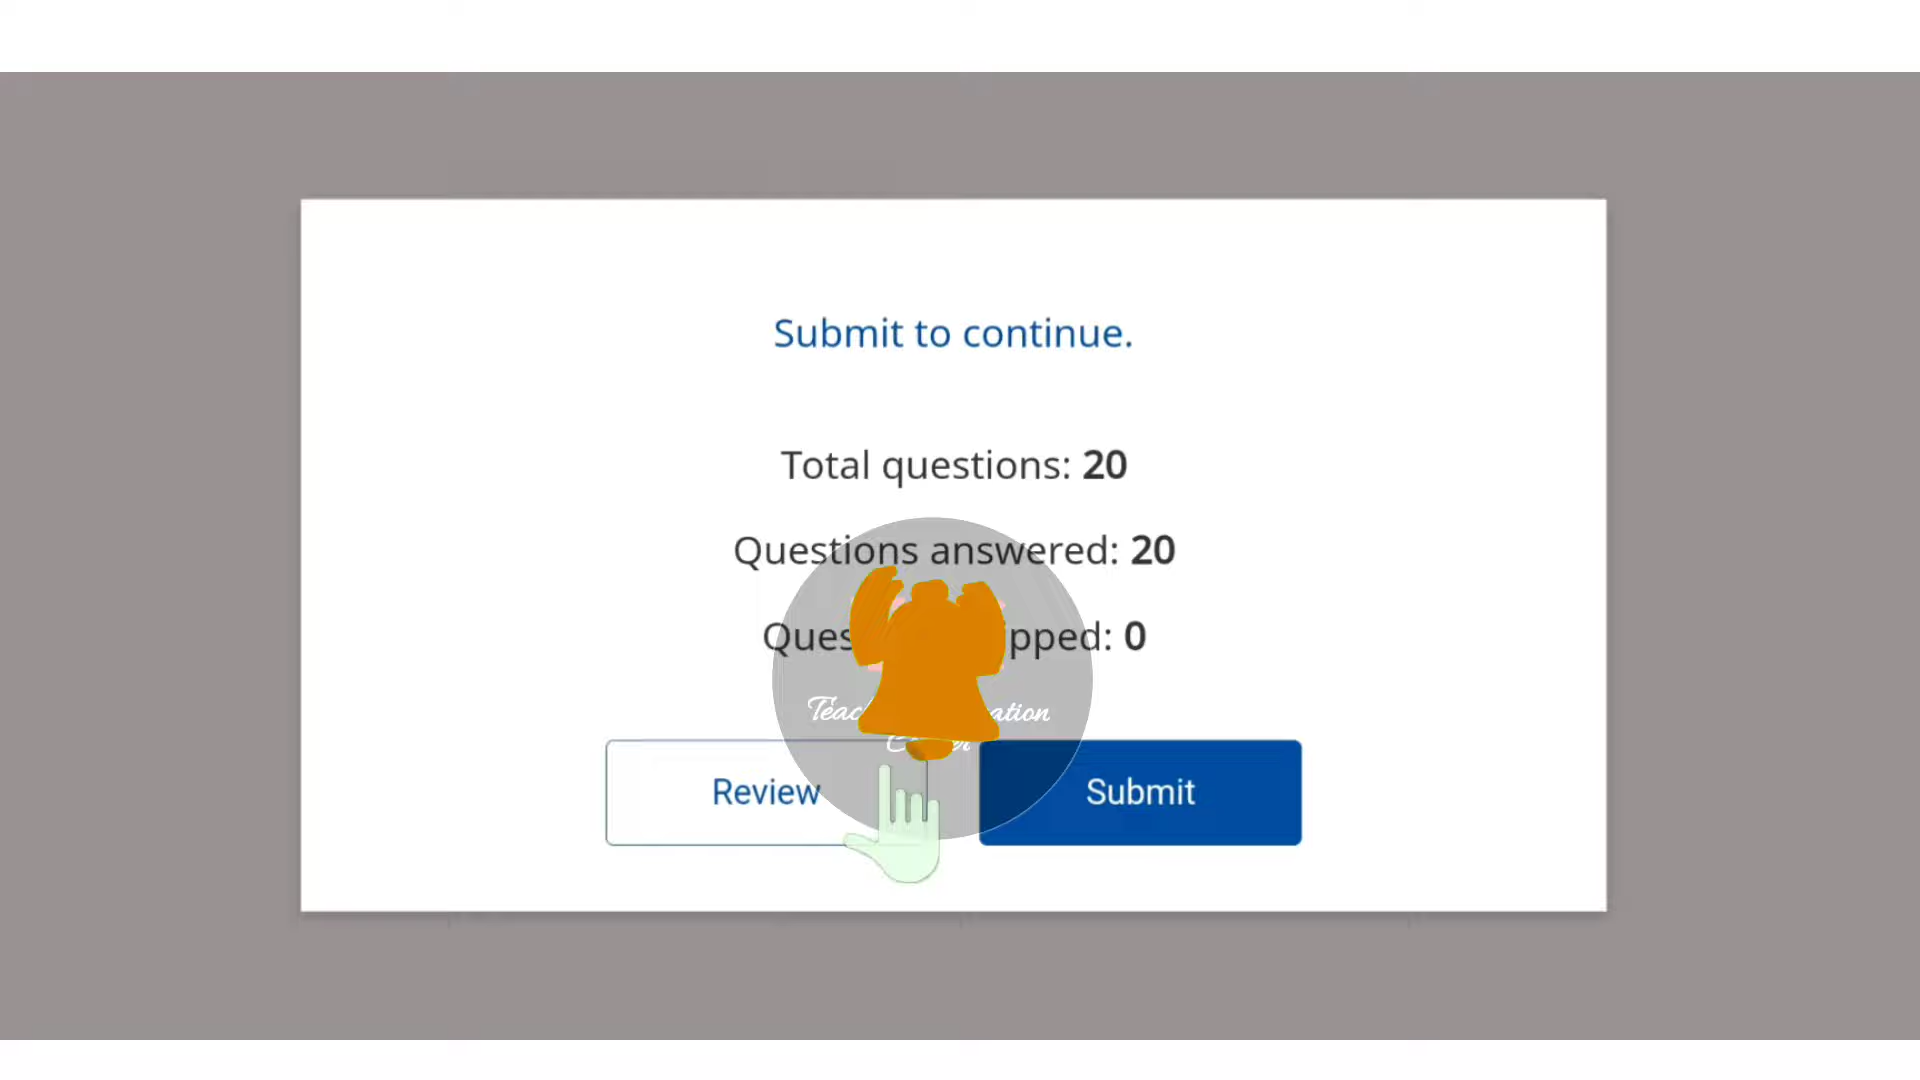 Submit to continue.
Total questions: 20
Questions answered: 20
pped: 0
Review
Submit